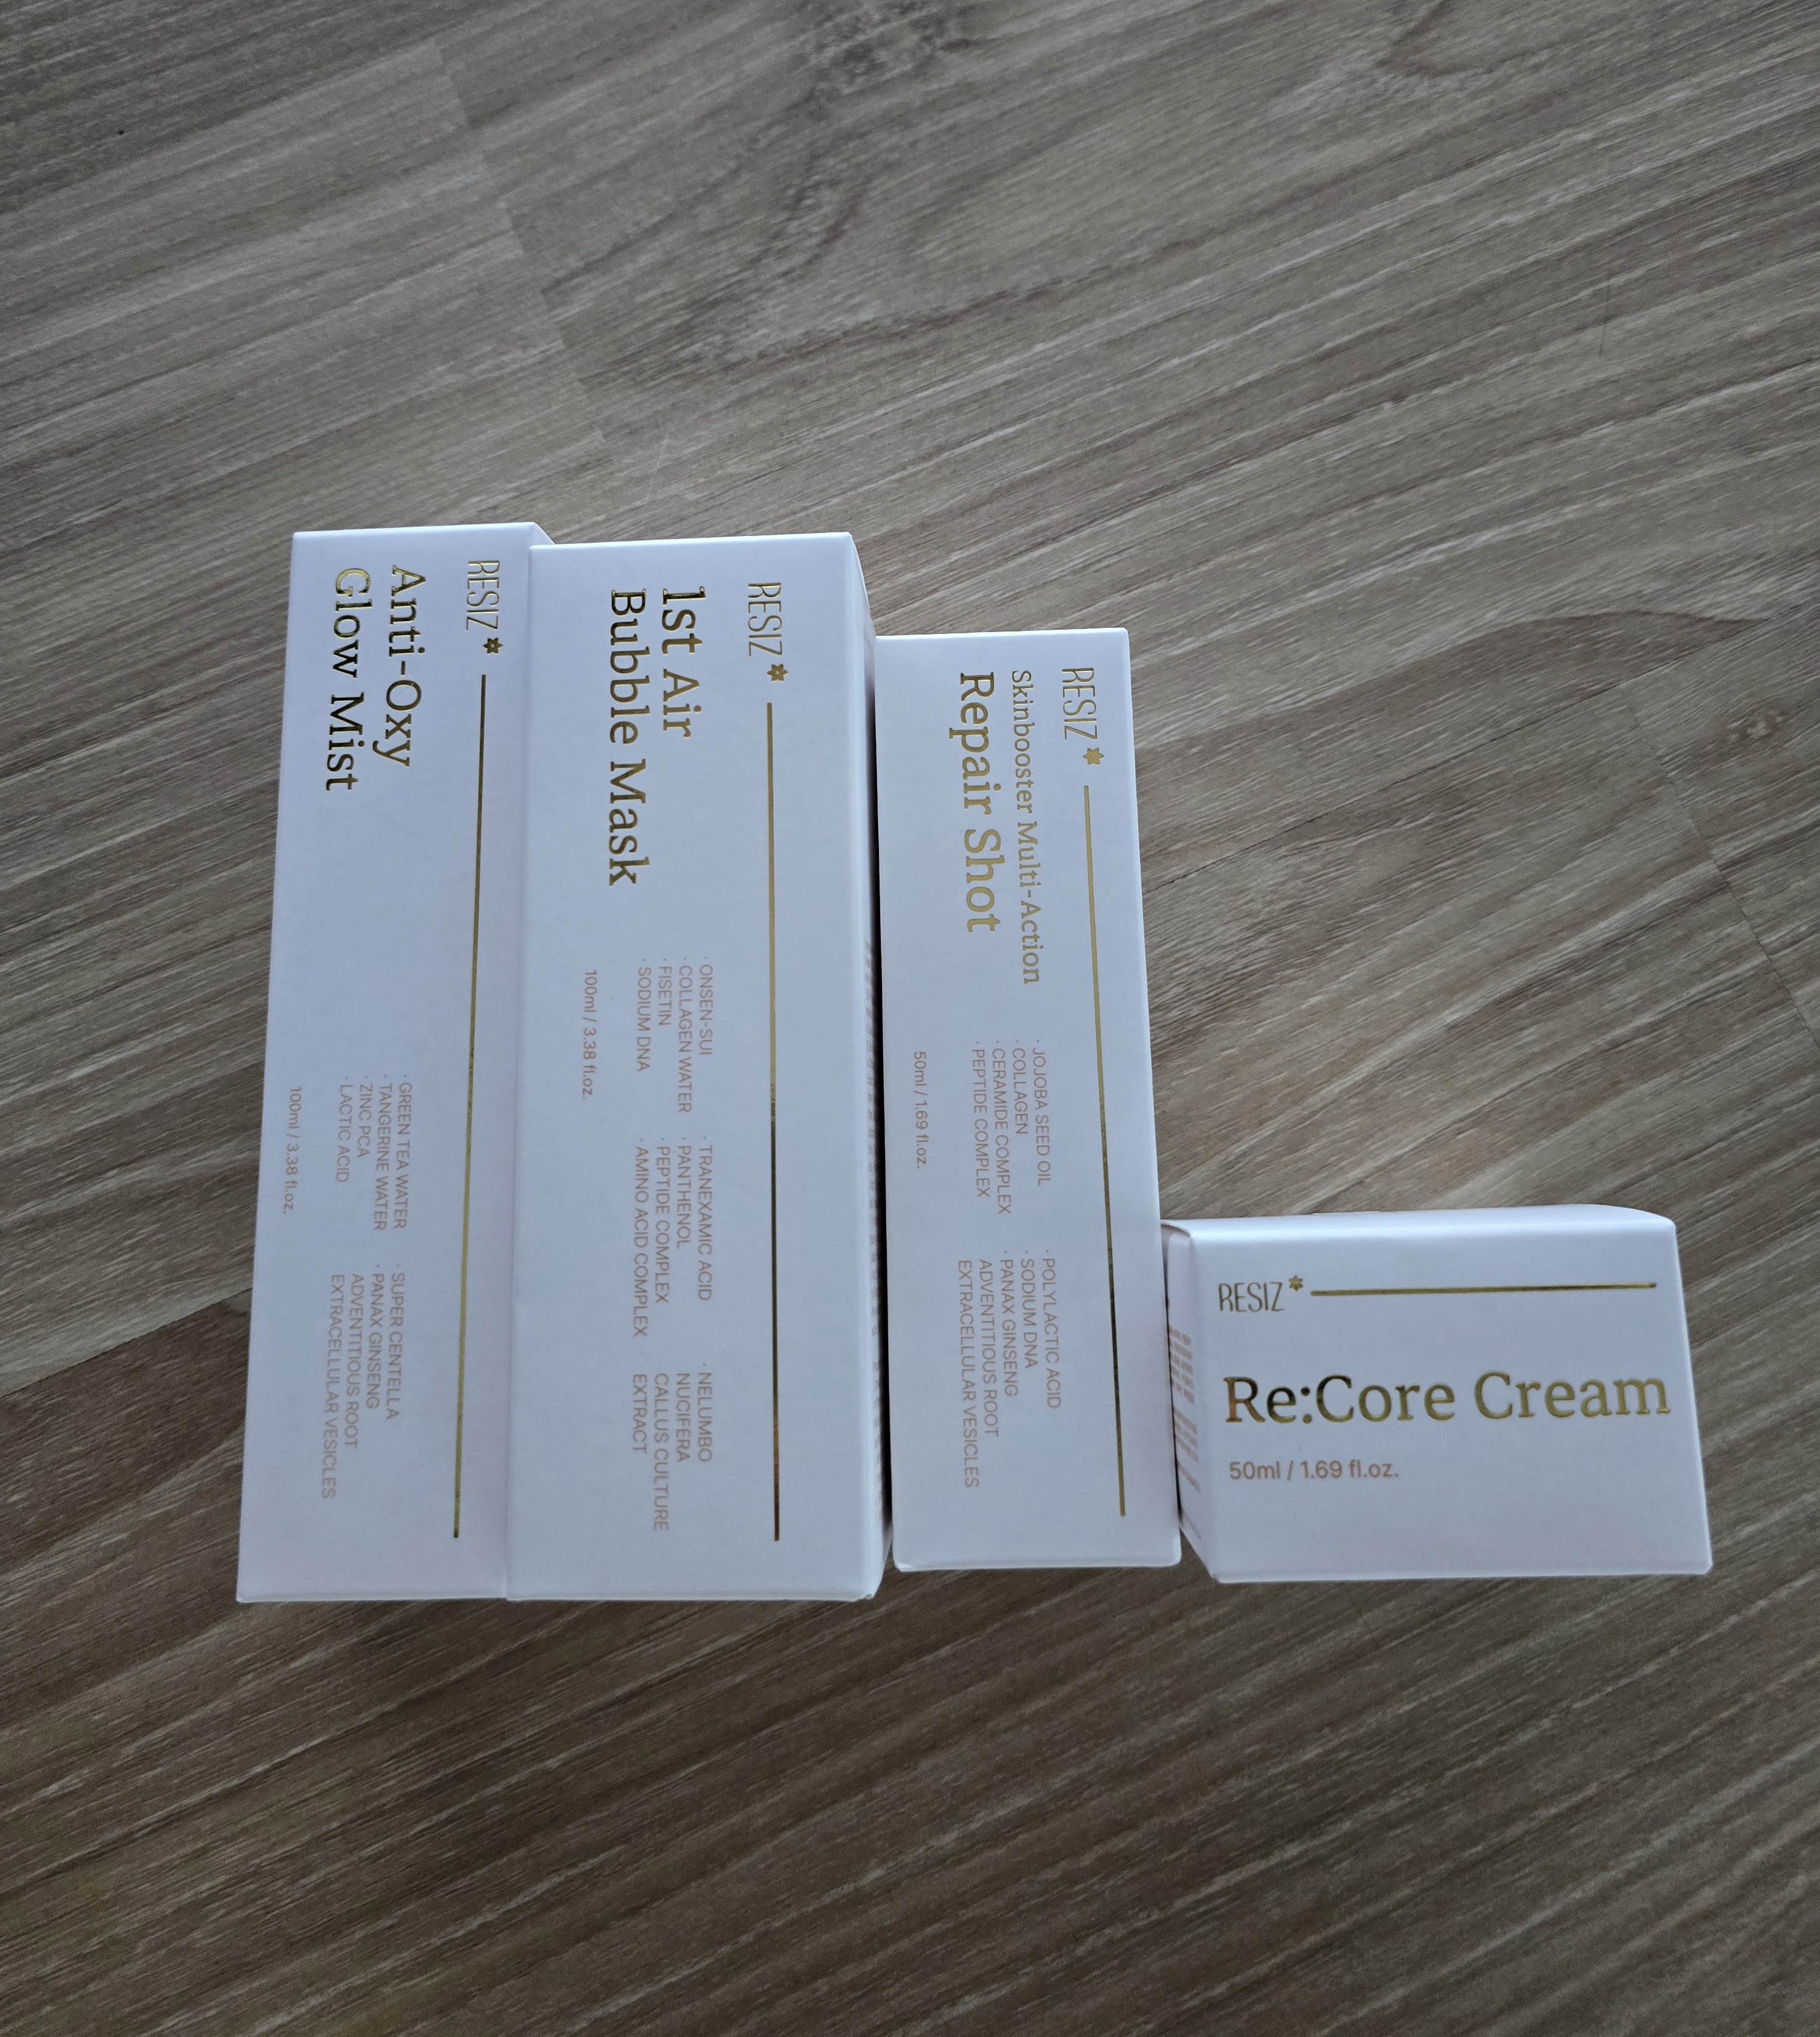 RESIZ
Anti-Oxy
Glow Mist
· GREEN TEA WATER
· TANGERINE WATER
· ZINC PCA
· LACTIC ACID
· SUPER CENTELLA
· PANAX GINSENG
ADVENTITIOUS ROOT
EXTRACELLULAR VESICLES
100ml / 3.38 fl.oz.
RESIZ
1st Air
Bubble Mask
· ONSEN-SUI
· COLLAGEN WATER
· FISETIN
· SODIUM DNA
· TRANEXAMIC ACID
· PANTHENOL
· PEPTIDE COMPLEX
· AMINO ACID COMPLEX
· NELUMBO
NUCIFERA
CALLUS CULTURE
EXTRACT
100ml / 3.38 fl.oz.
RESIZ
Skinbooster Multi-Action
Repair Shot
· JOJOBA SEED OIL
· COLLAGEN
· CERAMIDE COMPLEX
· PEPTIDE COMPLEX
· POLYLACTIC ACID
· SODIUM DNA
· PANAX GINSENG
ADVENTITIOUS ROOT
EXTRACELLULAR VESICLES
50ml / 1.69 fl.oz.
RESIZ
Re:Core Cream
50ml / 1.69 fl.oz.